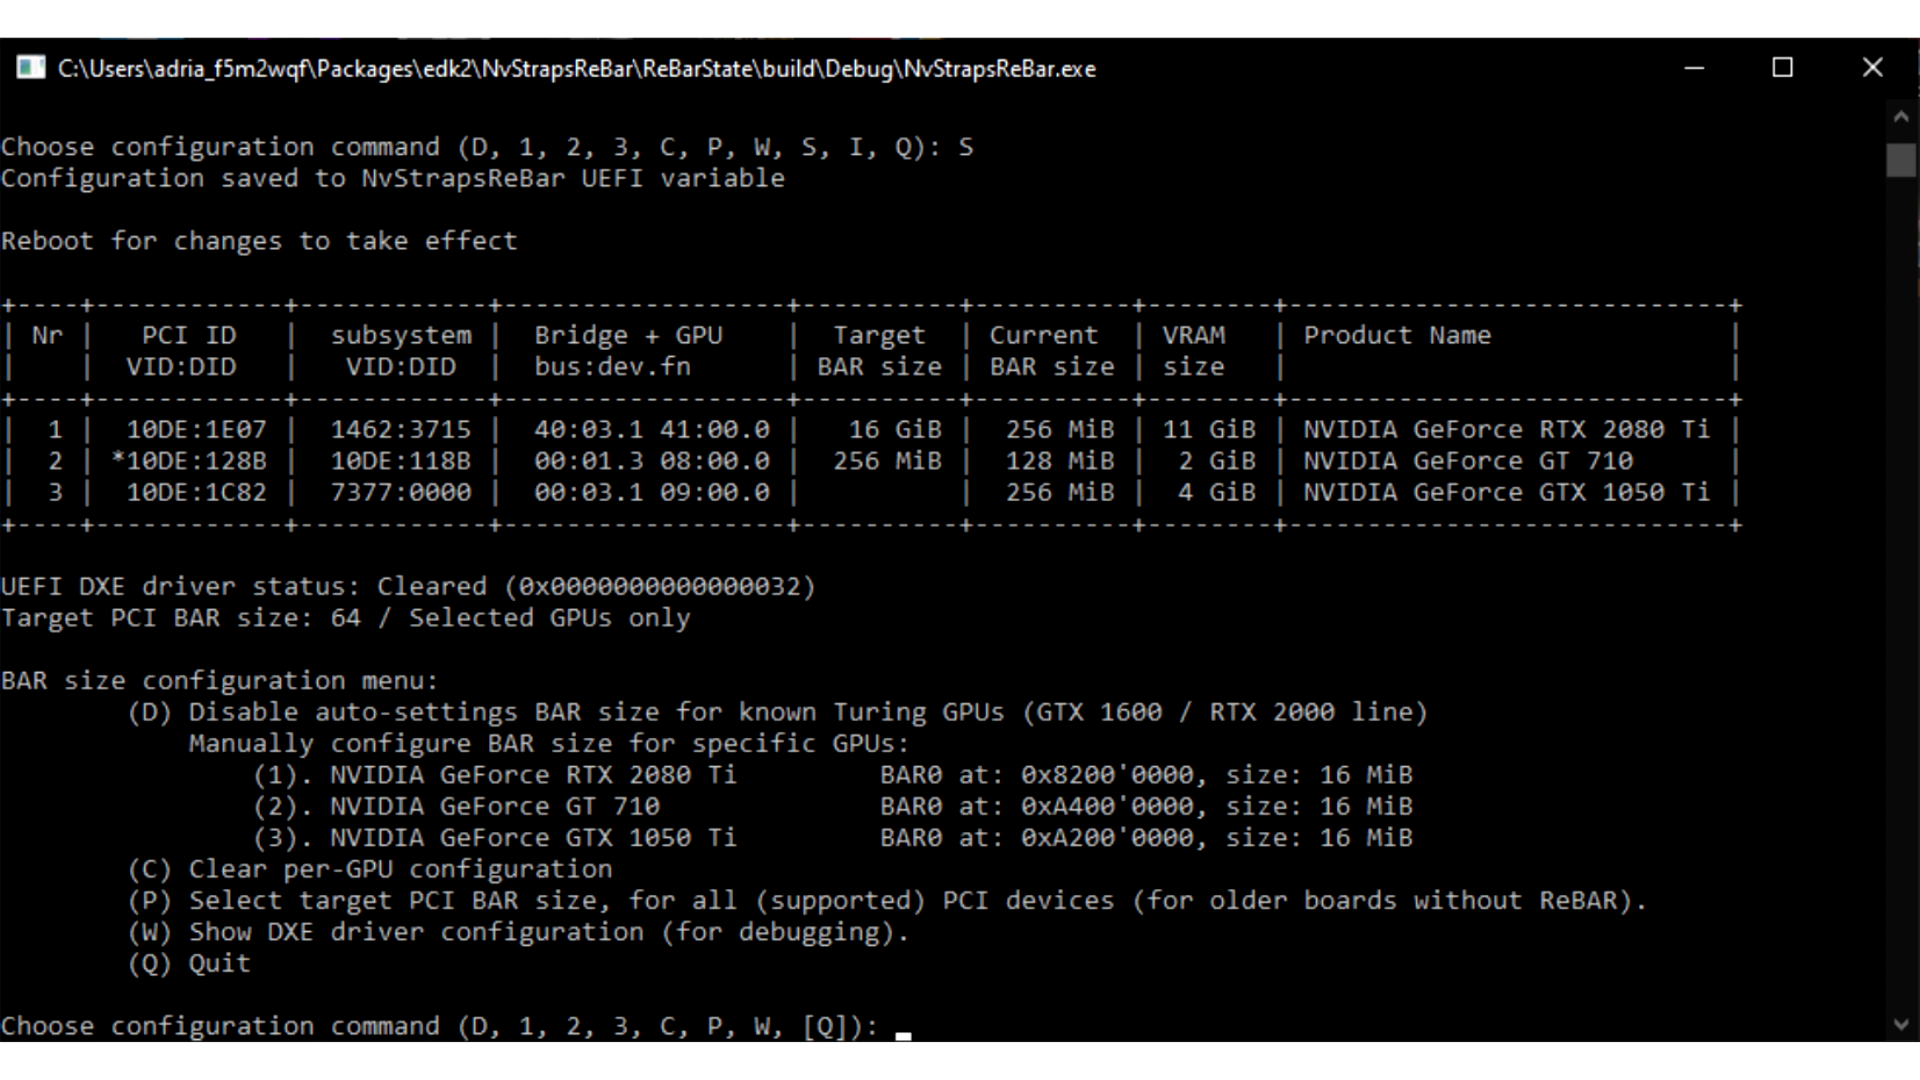 C:\Users\adria_f5m2wqf\Packages\edk2\NvStrapsReBar\ReBarState\build\Debug\NvStrapsReBar.exe
Choose configuration command (D, 1, 2, 3, C, P, W, S, I, Q): S
Configuration saved to NvStrapsReBar UEFI variable
Reboot for changes to take effect
+----+------------+------------+------------------+----------+----------+--------+----------------------------+
| Nr |   PCI ID   |  subsystem |  Bridge + GPU    |  Target  | Current  | VRAM   | Product Name               |
|    |  VID:DID   |   VID:DID  |  bus:dev.fn      | BAR size | BAR size | size   |                            |
+----+------------+------------+------------------+----------+----------+--------+----------------------------+
|  1 |  10DE:1E07 |  1462:3715 |  40:03.1 41:00.0 |   16 GiB |  256 MiB | 11 GiB | NVIDIA GeForce RTX 2080 Ti |
|  2 | *10DE:128B |  10DE:118B |  00:01.3 08:00.0 |  256 MiB |  128 MiB |  2 GiB | NVIDIA GeForce GT 710      |
|  3 |  10DE:1C82 |  7377:0000 |  00:03.1 09:00.0 |          |  256 MiB |  4 GiB | NVIDIA GeForce GTX 1050 Ti |
+----+------------+------------+------------------+----------+----------+--------+----------------------------+
UEFI DXE driver status: Cleared (0x0000000000000032)
Target PCI BAR size: 64 / Selected GPUs only
BAR size configuration menu:
(D) Disable auto-settings BAR size for known Turing GPUs (GTX 1600 / RTX 2000 line)
Manually configure BAR size for specific GPUs:
(1). NVIDIA GeForce RTX 2080 Ti         BAR0 at: 0x8200'0000, size: 16 MiB
(2). NVIDIA GeForce GT 710              BAR0 at: 0xA400'0000, size: 16 MiB
(3). NVIDIA GeForce GTX 1050 Ti         BAR0 at: 0xA200'0000, size: 16 MiB
(C) Clear per-GPU configuration
(P) Select target PCI BAR size, for all (supported) PCI devices (for older boards without ReBAR).
(W) Show DXE driver configuration (for debugging).
(Q) Quit
Choose configuration command (D, 1, 2, 3, C, P, W, [Q]):